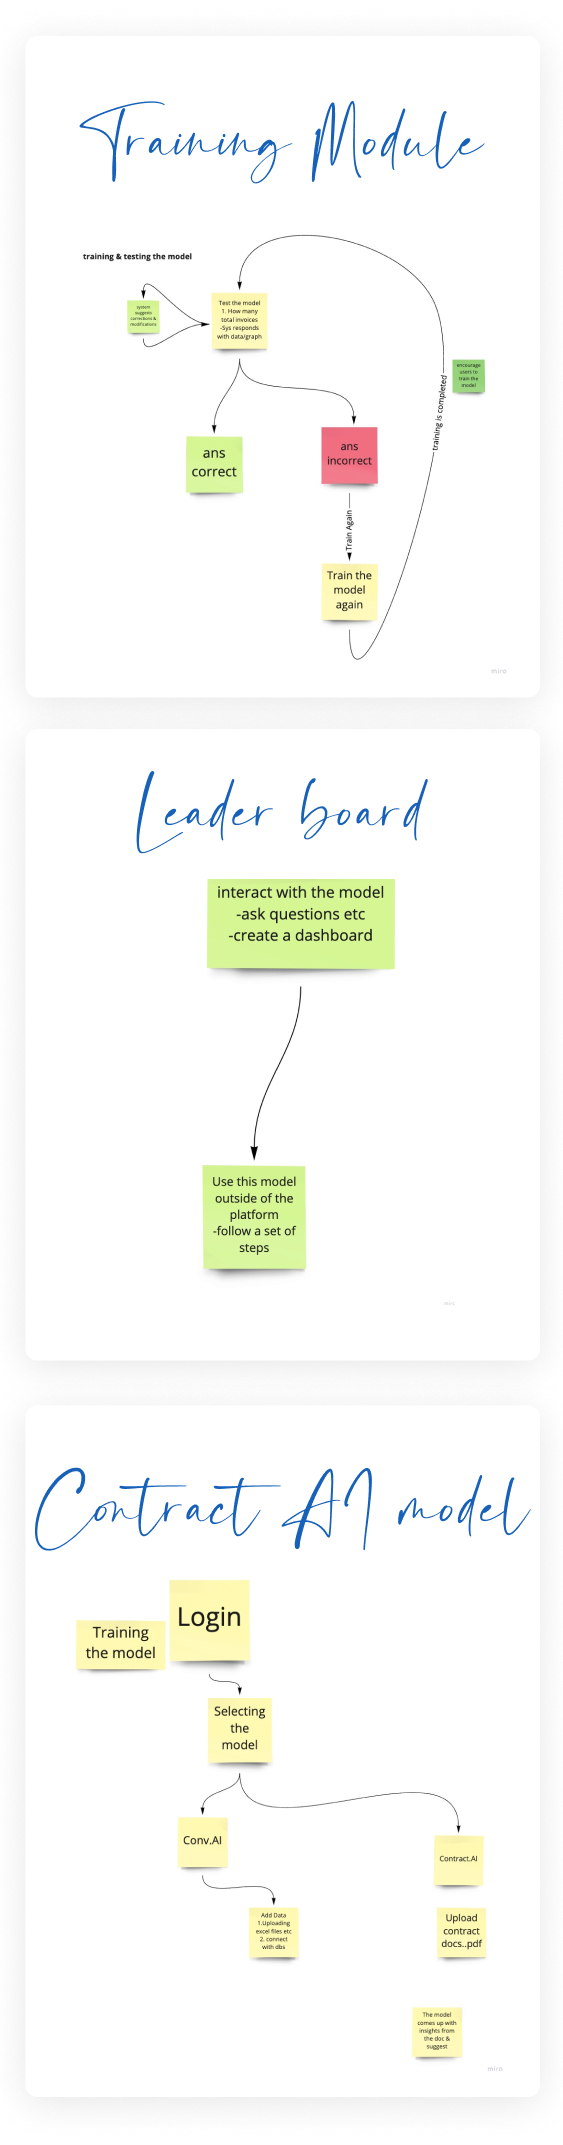 Training Module
training & testing the model
system
suggests
corrections &
modifications
Test the model
1. How many
total invoices
-Sys responds
with data/graph
encourage
users to
train the
model
training is completed
ans
correct
ans
incorrect
Train Again
Train the
model
again
miro
Leader board
interact with the model
-ask questions etc
-create a dashboard
Use this model
outside of the
platform
-follow a set of
steps
miro
Contract AI model
Login
Training
the model
Selecting
the
model
Conv.AI
Contract.AI
Add Data
1.Uploading
excel files etc
2. connect
with dbs
Upload
contract
docs..pdf
The model
comes up with
insights from
the doc &
suggest
miro